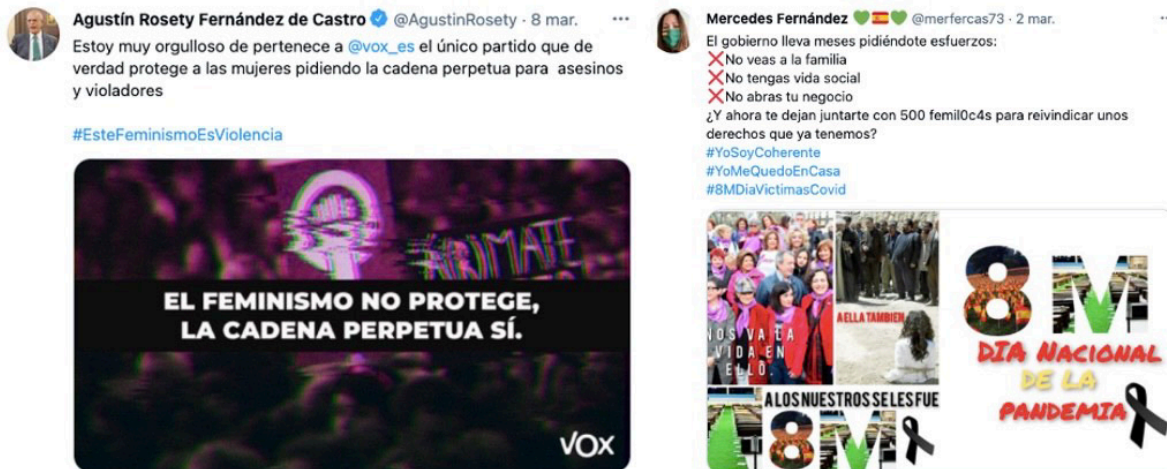 Agustín Rosety Fernández de Castro @AgustinRosety · 8 mar. ···
Estoy muy orgulloso de pertenece a @vox_es el único partido que de
verdad protege a las mujeres pidiendo la cadena perpetua para asesinos
y violadores
#EsteFeminismoEsViolencia
EL FEMINISMO NO PROTEGE,
LA CADENA PERPETUA SÍ.
VOX
Mercedes Fernández 💚🇪🇸💚 @merfercas73 · 2 mar.
El gobierno lleva meses pidiéndote esfuerzos:
❌No veas a la familia
❌No tengas vida social
❌No abras tu negocio
¿Y ahora te dejan juntarte con 500 femil0c4s para reivindicar unos
derechos que ya tenemos?
#YoSoyCoherente
#YoMeQuedoEnCasa
#8MDiaVictimasCovid
NOS VA LA
VIDA EN
ELLO.
A ELLA TAMBIEN
A LOS NUESTROS SE LES FUE
8M
8M
DIA NACIONAL
DE LA
PANDEMIA